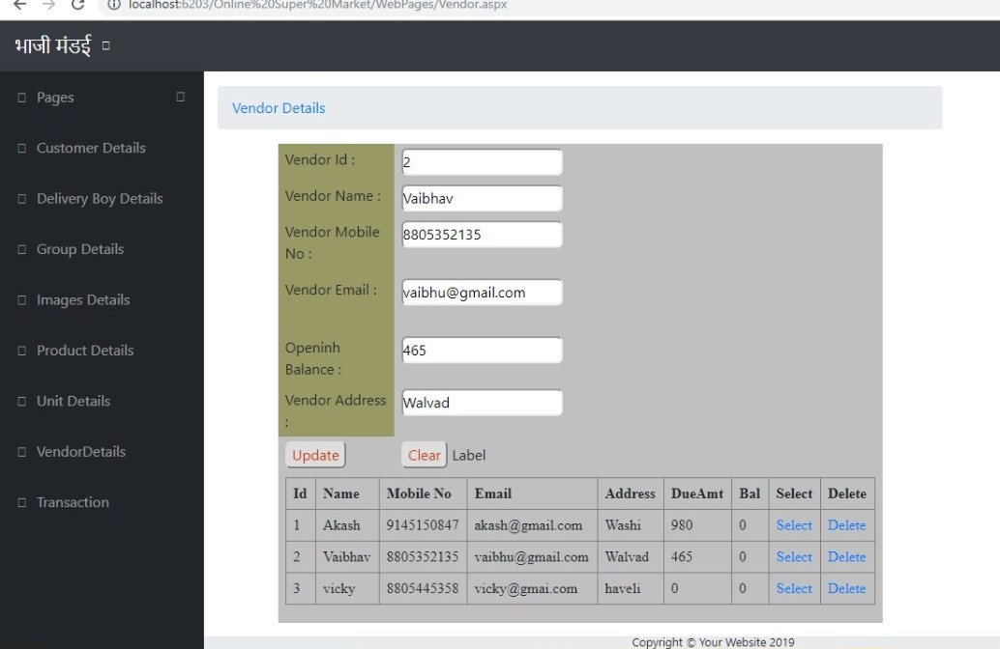 localhost:6203/Online%20Super%20Market/WebPages/Vendor.aspx
भाजी मंडई
Pages
Customer Details
Delivery Boy Details
Group Details
Images Details
Product Details
Unit Details
VendorDetails
Transaction
Vendor Details
Vendor Id : 2
Vendor Name : Vaibhav
Vendor Mobile 8805352135
No :
Vendor Email : vaibhu@gmail.com
Openinh 465
Balance :
Vendor Address Walvad
:
Update Clear Label
Id Name Mobile No Email Address DueAmt Bal Select Delete
1 Akash 9145150847 akash@gmail.com Washi 980 0 Select Delete
2 Vaibhav 8805352135 vaibhu@gmail.com Walvad 465 0 Select Delete
3 vicky 8805445358 vicky@gmai.com haveli 0 0 Select Delete
Copyright © Your Website 2019